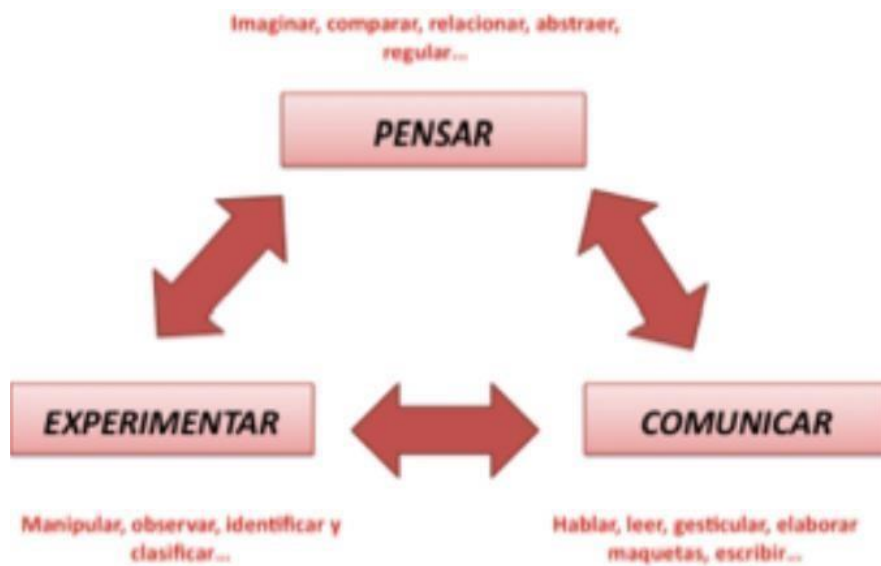 Imaginar, comparar, relacionar, abstraer,
regular...
PENSAR
EXPERIMENTAR
COMUNICAR
Manipular, observar, identificar y
clasificar...
Hablar, leer, gesticular, elaborar
maquetas, escribir...